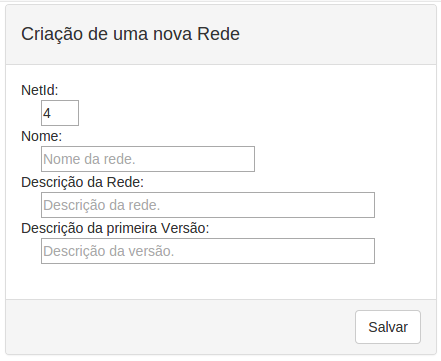 Criação de uma nova Rede
NetId:
4
Nome:
Nome da rede.
Descrição da Rede:
Descrição da rede.
Descrição da primeira Versão:
Descrição da versão.
Salvar